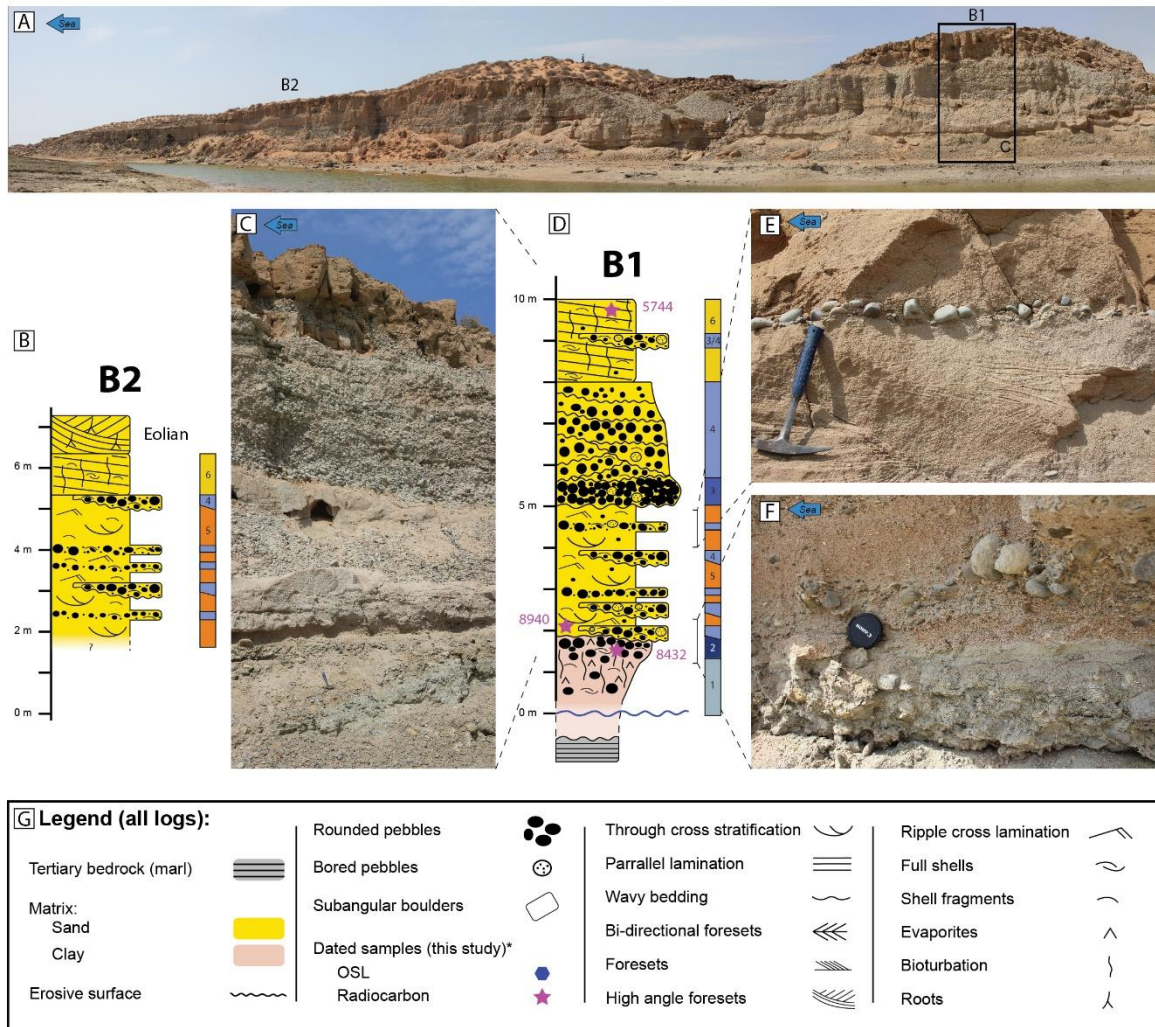 A
Sea
B1
B2
C
B
B2
Eolian
6 m
4 m
2 m
0 m
?
6
4
5
C
Sea
D
B1
10 m
5 m
0 m
5744
8940
8432
6
3/4
4
3
4
5
2
1
E
Sea
F
Sea
G Legend (all logs):
Tertiary bedrock (marl)
Matrix:
Sand
Clay
Erosive surface
Rounded pebbles
Bored pebbles
Subangular boulders
Dated samples (this study)*
OSL
Radiocarbon
Through cross stratification
Parrallel lamination
Wavy bedding
Bi-directional foresets
Foresets
High angle foresets
Ripple cross lamination
Full shells
Shell fragments
Evaporites
Bioturbation
Roots